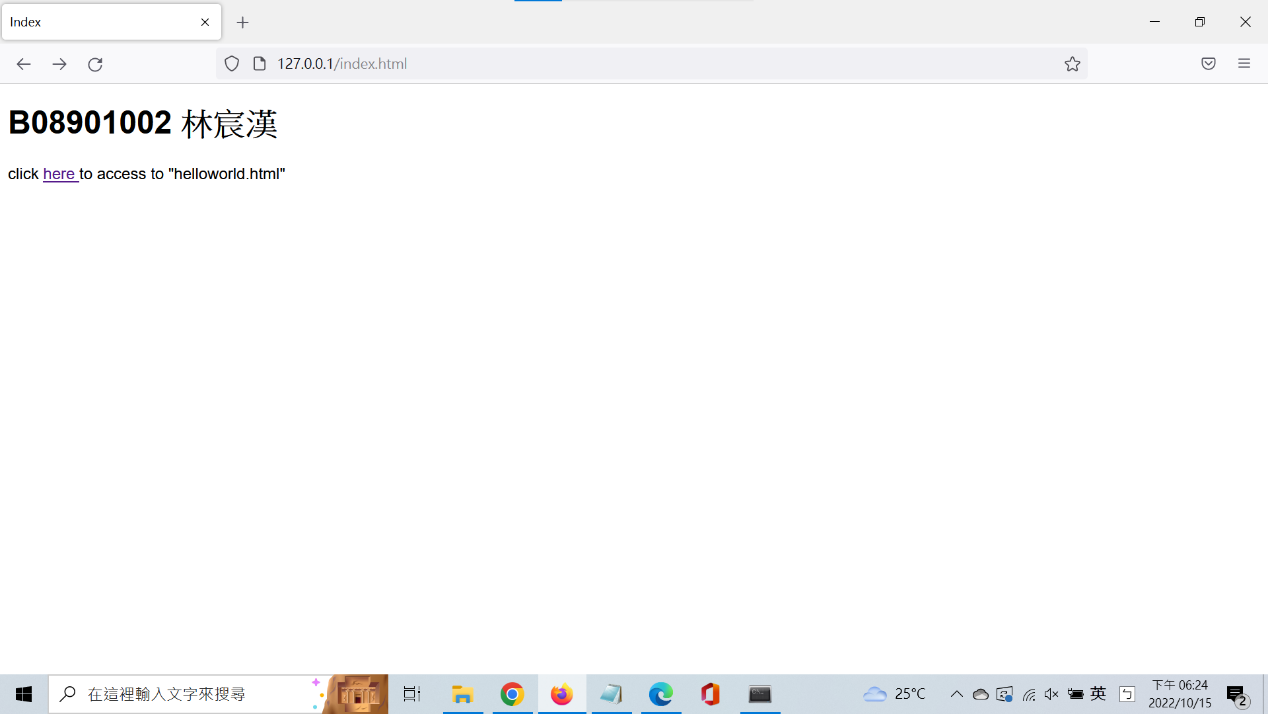 Index
127.0.0.1/index.html
B08901002 林宸漢
click here to access to "helloworld.html"
在這裡輸入文字來搜尋
25°C
英
下午 06:24
2022/10/15
2